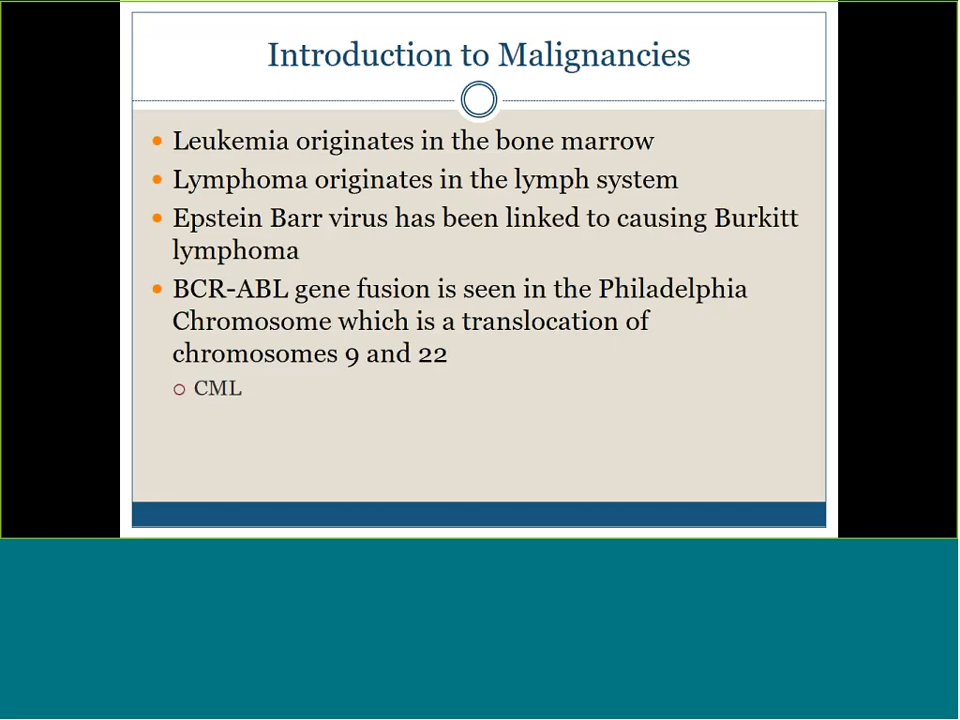 Introduction to Malignancies
Leukemia originates in the bone marrow
Lymphoma originates in the lymph system
Epstein Barr virus has been linked to causing Burkitt
lymphoma
BCR-ABL gene fusion is seen in the Philadelphia
Chromosome which is a translocation of
chromosomes 9 and 22
CML